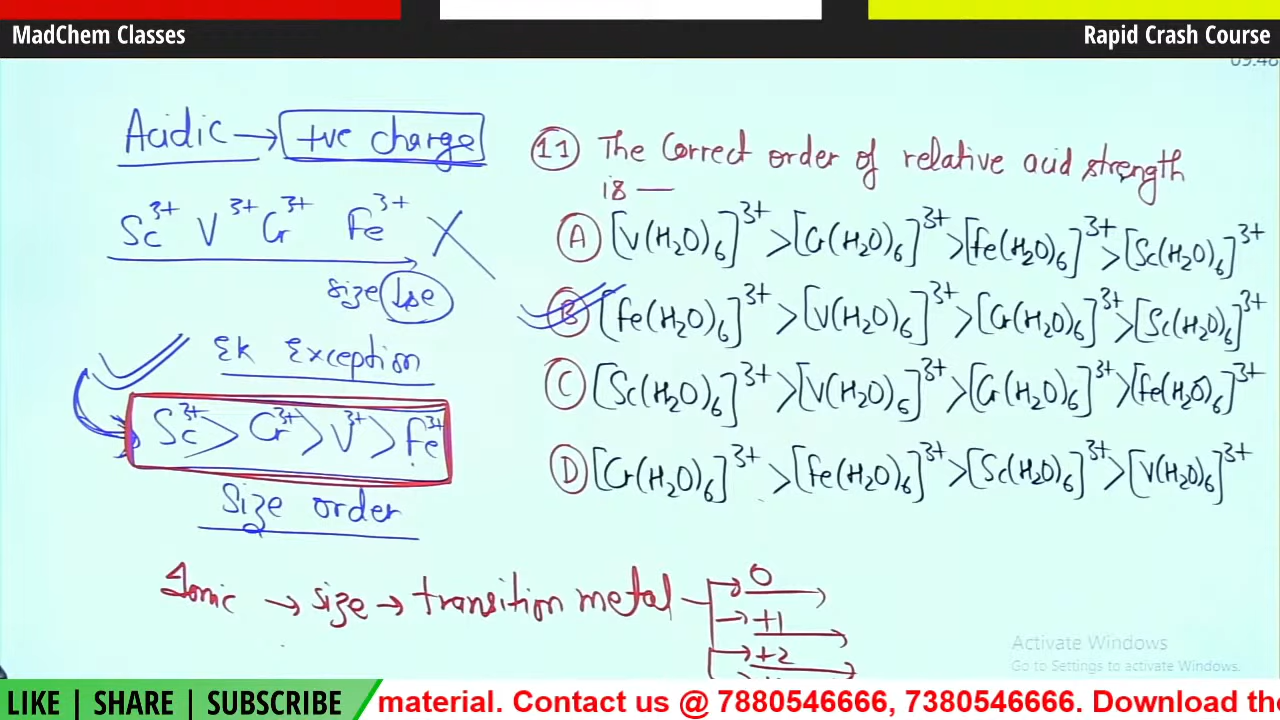 MadChem Classes
Rapid Crash Course
09:48
Acidic → +ve charge
Sc³⁺ V³⁺ Cr³⁺ Fe³⁺
size ↓se
Ek Exception
Sc³⁺ > Cr³⁺ > V³⁺ > Fe³⁺
Size order
11 The Correct order of relative acid strength
is —
A [V(H₂O)₆]³⁺ > [Cr(H₂O)₆]³⁺ > [Fe(H₂O)₆]³⁺ > [Sc(H₂O)₆]³⁺
B [Fe(H₂O)₆]³⁺ > [V(H₂O)₆]³⁺ > [Cr(H₂O)₆]³⁺ > [Sc(H₂O)₆]³⁺
C [Sc(H₂O)₆]³⁺ > [V(H₂O)₆]³⁺ > [Cr(H₂O)₆]³⁺ > [Fe(H₂O)₆]³⁺
D [Cr(H₂O)₆]³⁺ > [Fe(H₂O)₆]³⁺ > [Sc(H₂O)₆]³⁺ > [V(H₂O)₆]³⁺
Ionic → size → transition metal → 0
→ +1
→ +2
Activate Windows
Go to Settings to activate Windows.
LIKE | SHARE | SUBSCRIBE
material. Contact us @ 7880546666, 7380546666. Download the